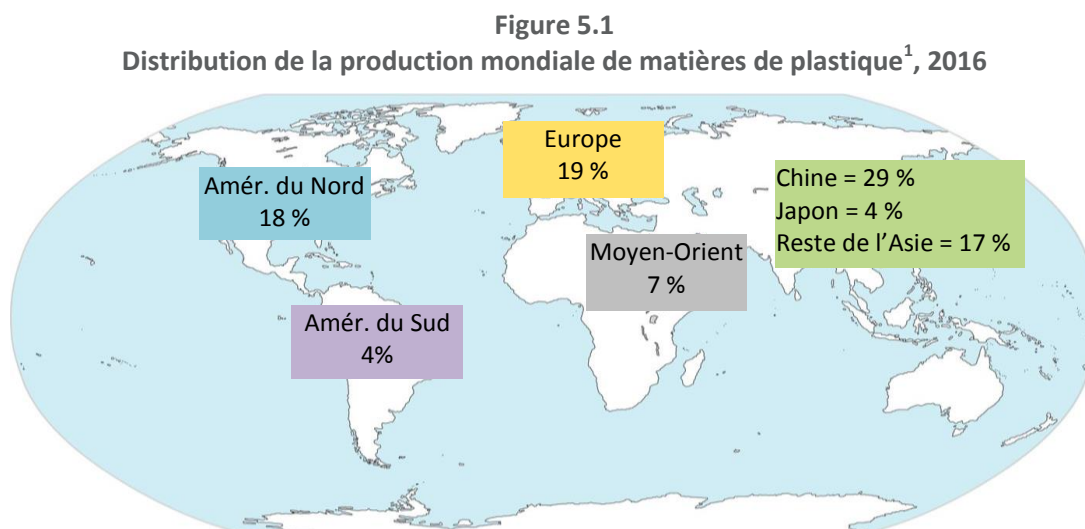 Figure 5.1
Distribution de la production mondiale de matières de plastique¹, 2016
Europe
19 %
Amér. du Nord
18 %
Chine = 29 %
Japon = 4 %
Reste de l’Asie = 17 %
Moyen-Orient
7 %
Amér. du Sud
4%